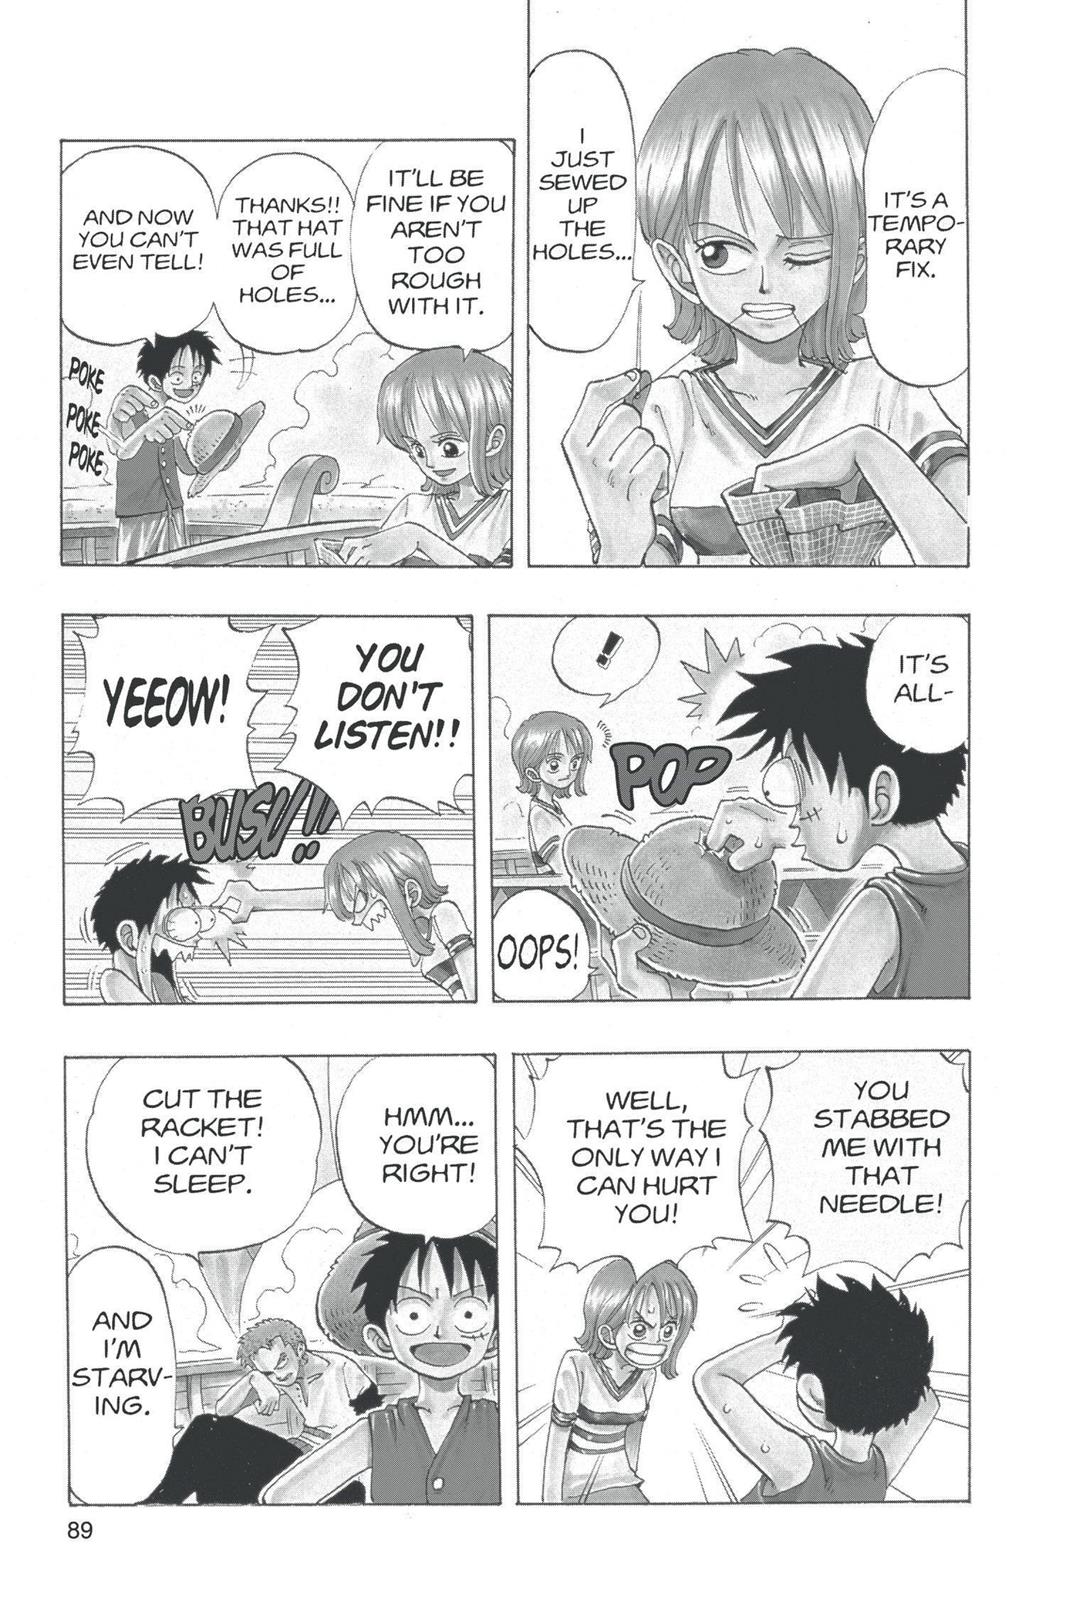 IT'S A
TEMPO-
RARY
FIX.
I
JUST
SEWED
UP
THE
HOLES...
IT'LL BE
FINE IF YOU
AREN'T
TOO
ROUGH
WITH IT.
THANKS!!
THAT HAT
WAS FULL
OF
HOLES...
AND NOW
YOU CAN'T
EVEN TELL!
POKE
POKE
POKE
IT'S
ALL-
!
POP
OOPS!
YOU
DON'T
LISTEN!!
YEEOW!
BUSU!!
YOU
STABBED
ME WITH
THAT
NEEDLE!
WELL,
THAT'S THE
ONLY WAY I
CAN HURT
YOU!
HMM...
YOU'RE
RIGHT!
CUT THE
RACKET!
I CAN'T
SLEEP.
AND
I'M
STARV-
ING.
89